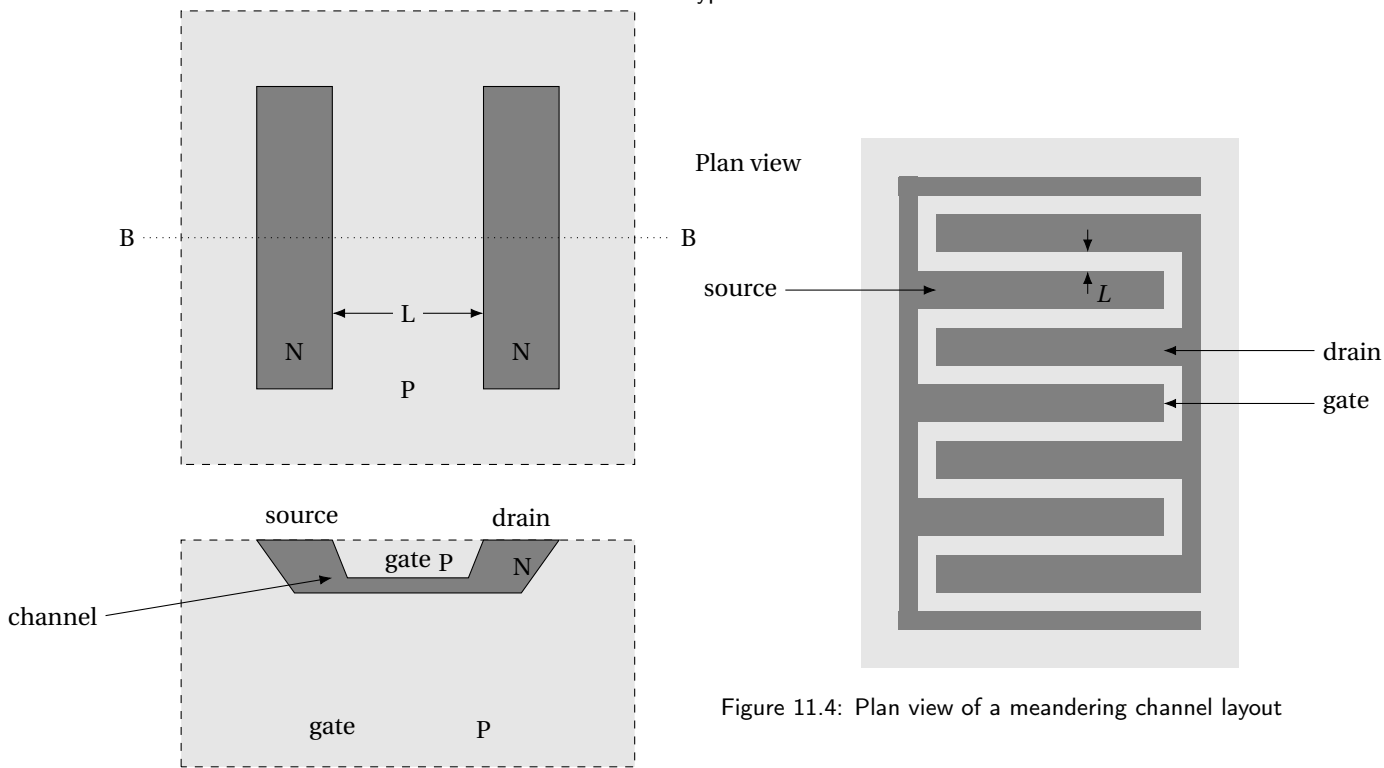 B
B
L
N
N
P
source
drain
gate P
N
channel
gate
P
Plan view
source
L
drain
gate
Figure 11.4: Plan view of a meandering channel layout